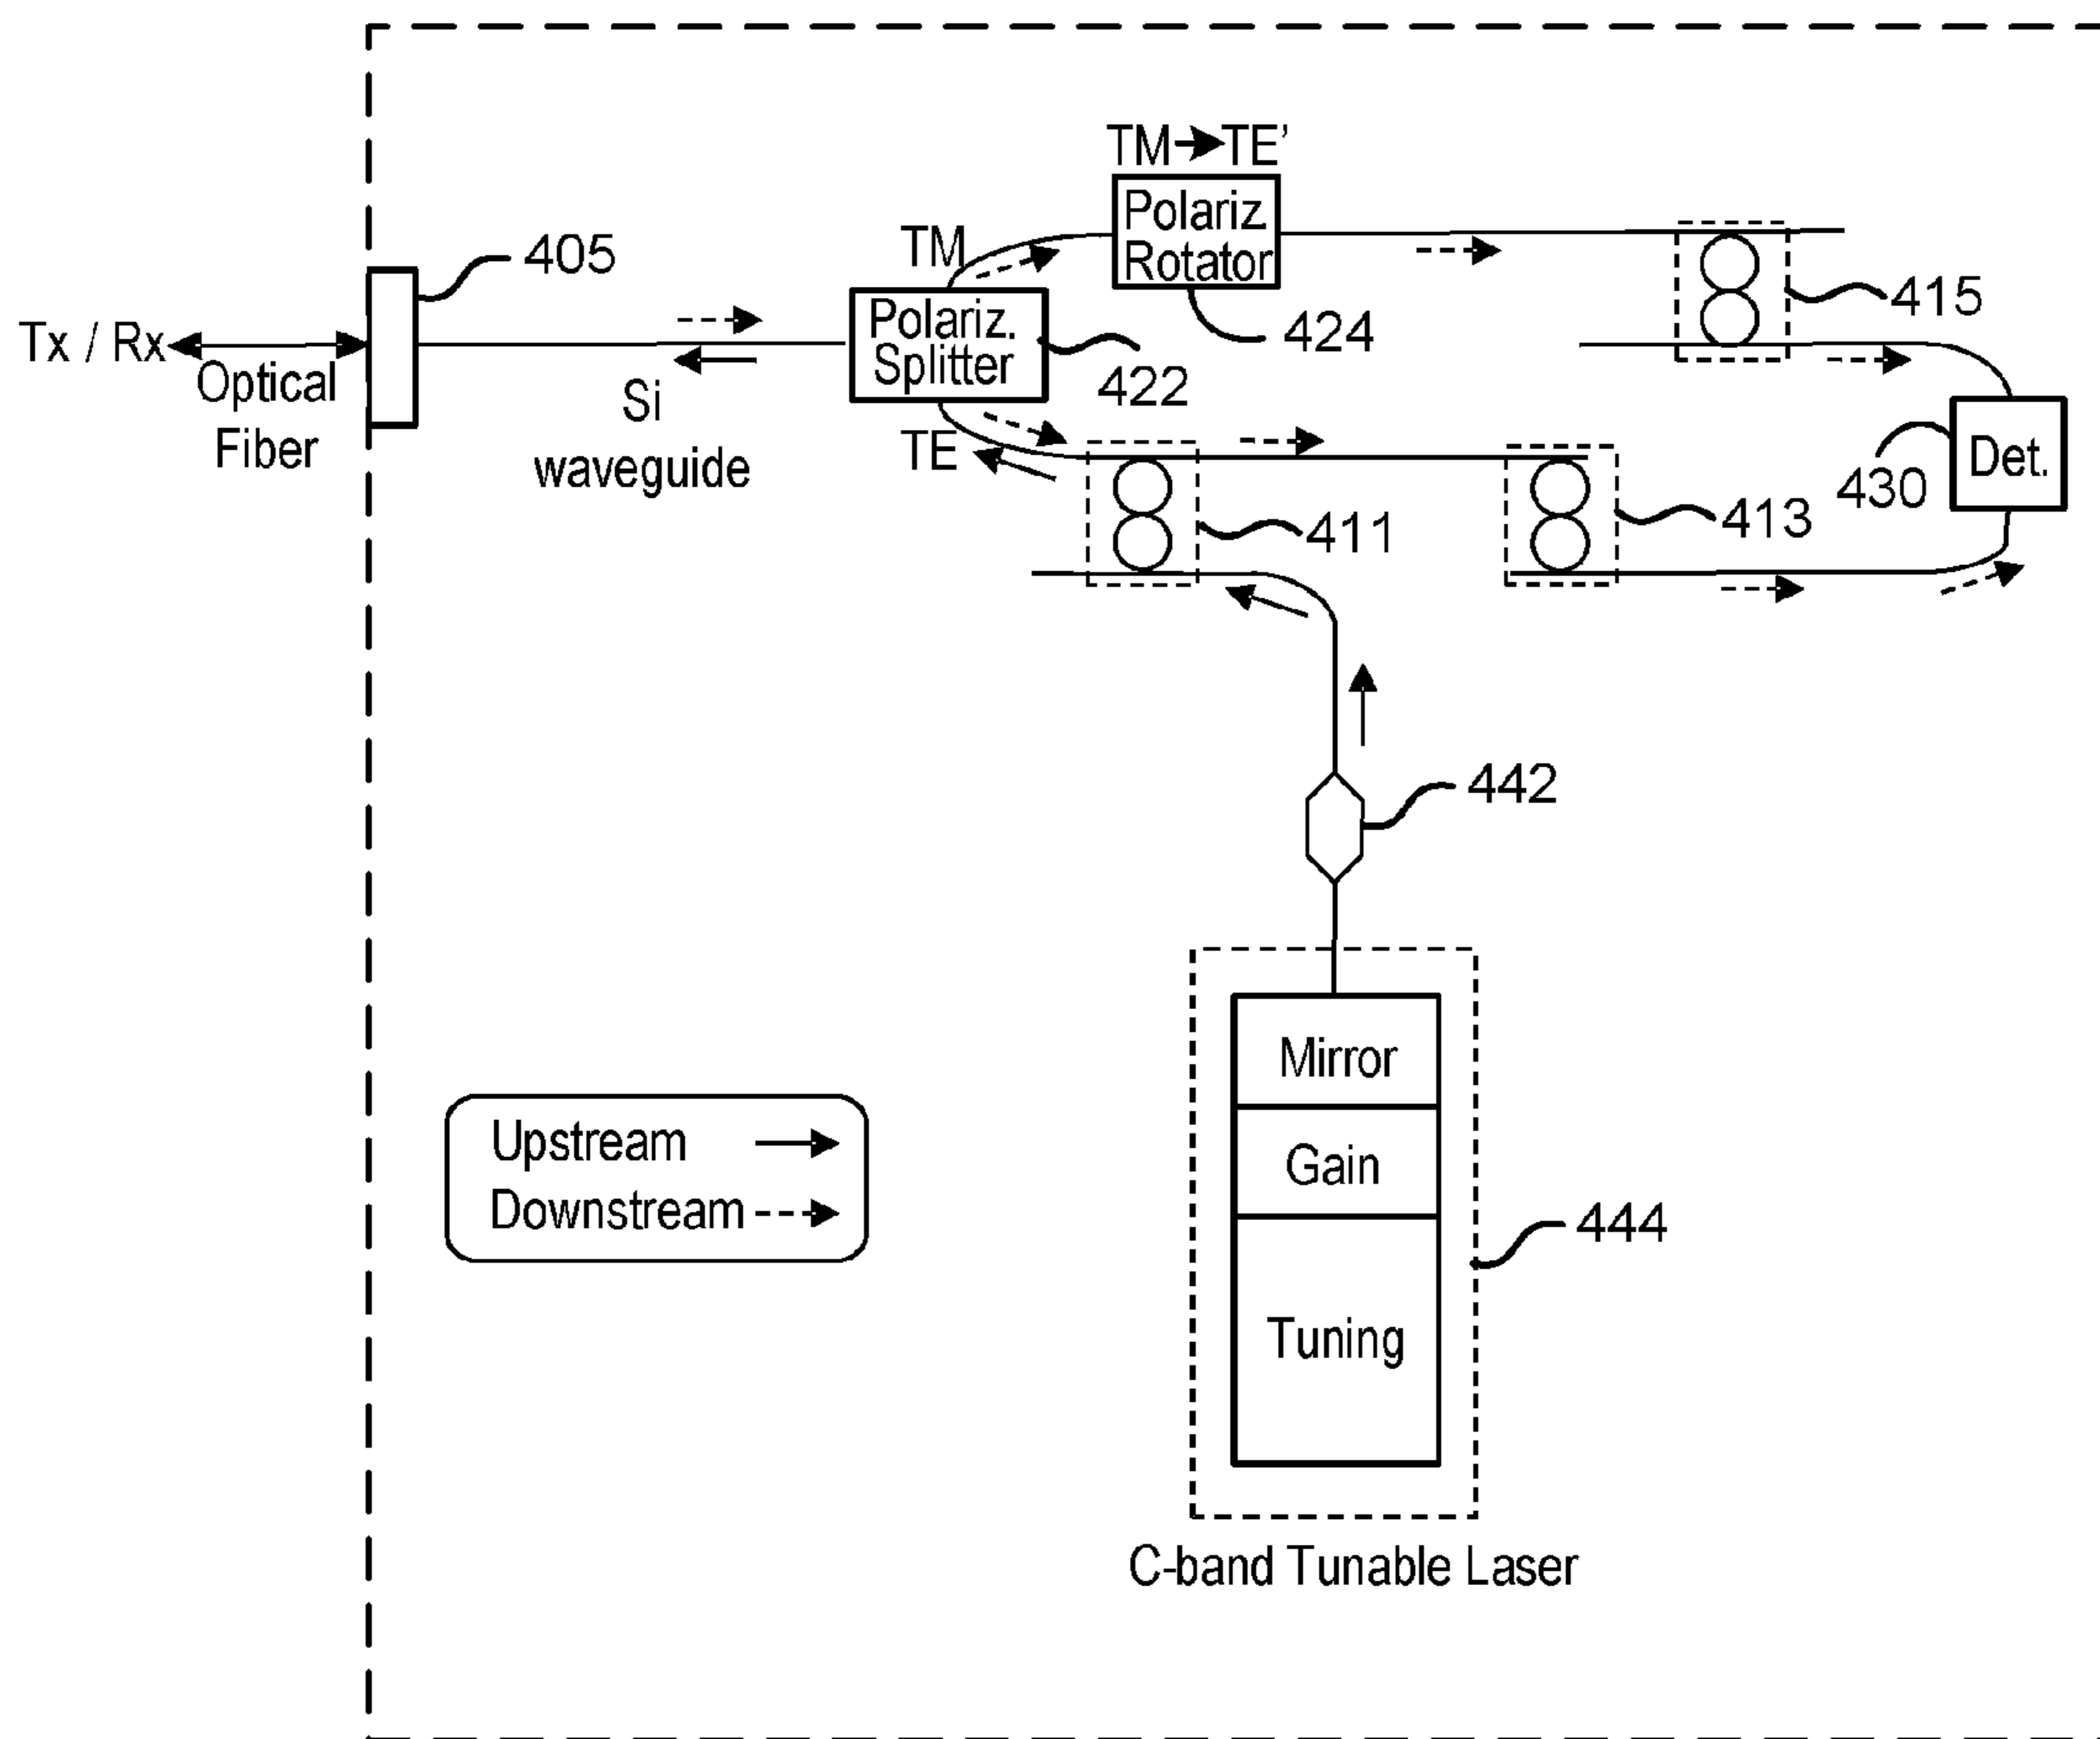 TM→TE’
Polariz
Rotator
TM
405
415
424
Tx / Rx
Optical
Fiber
Si
waveguide
Polariz.
Splitter
422
TE
411
413
430
Det.
442
Mirror
Gain
Tuning
444
C-band Tunable Laser
Upstream
Downstream